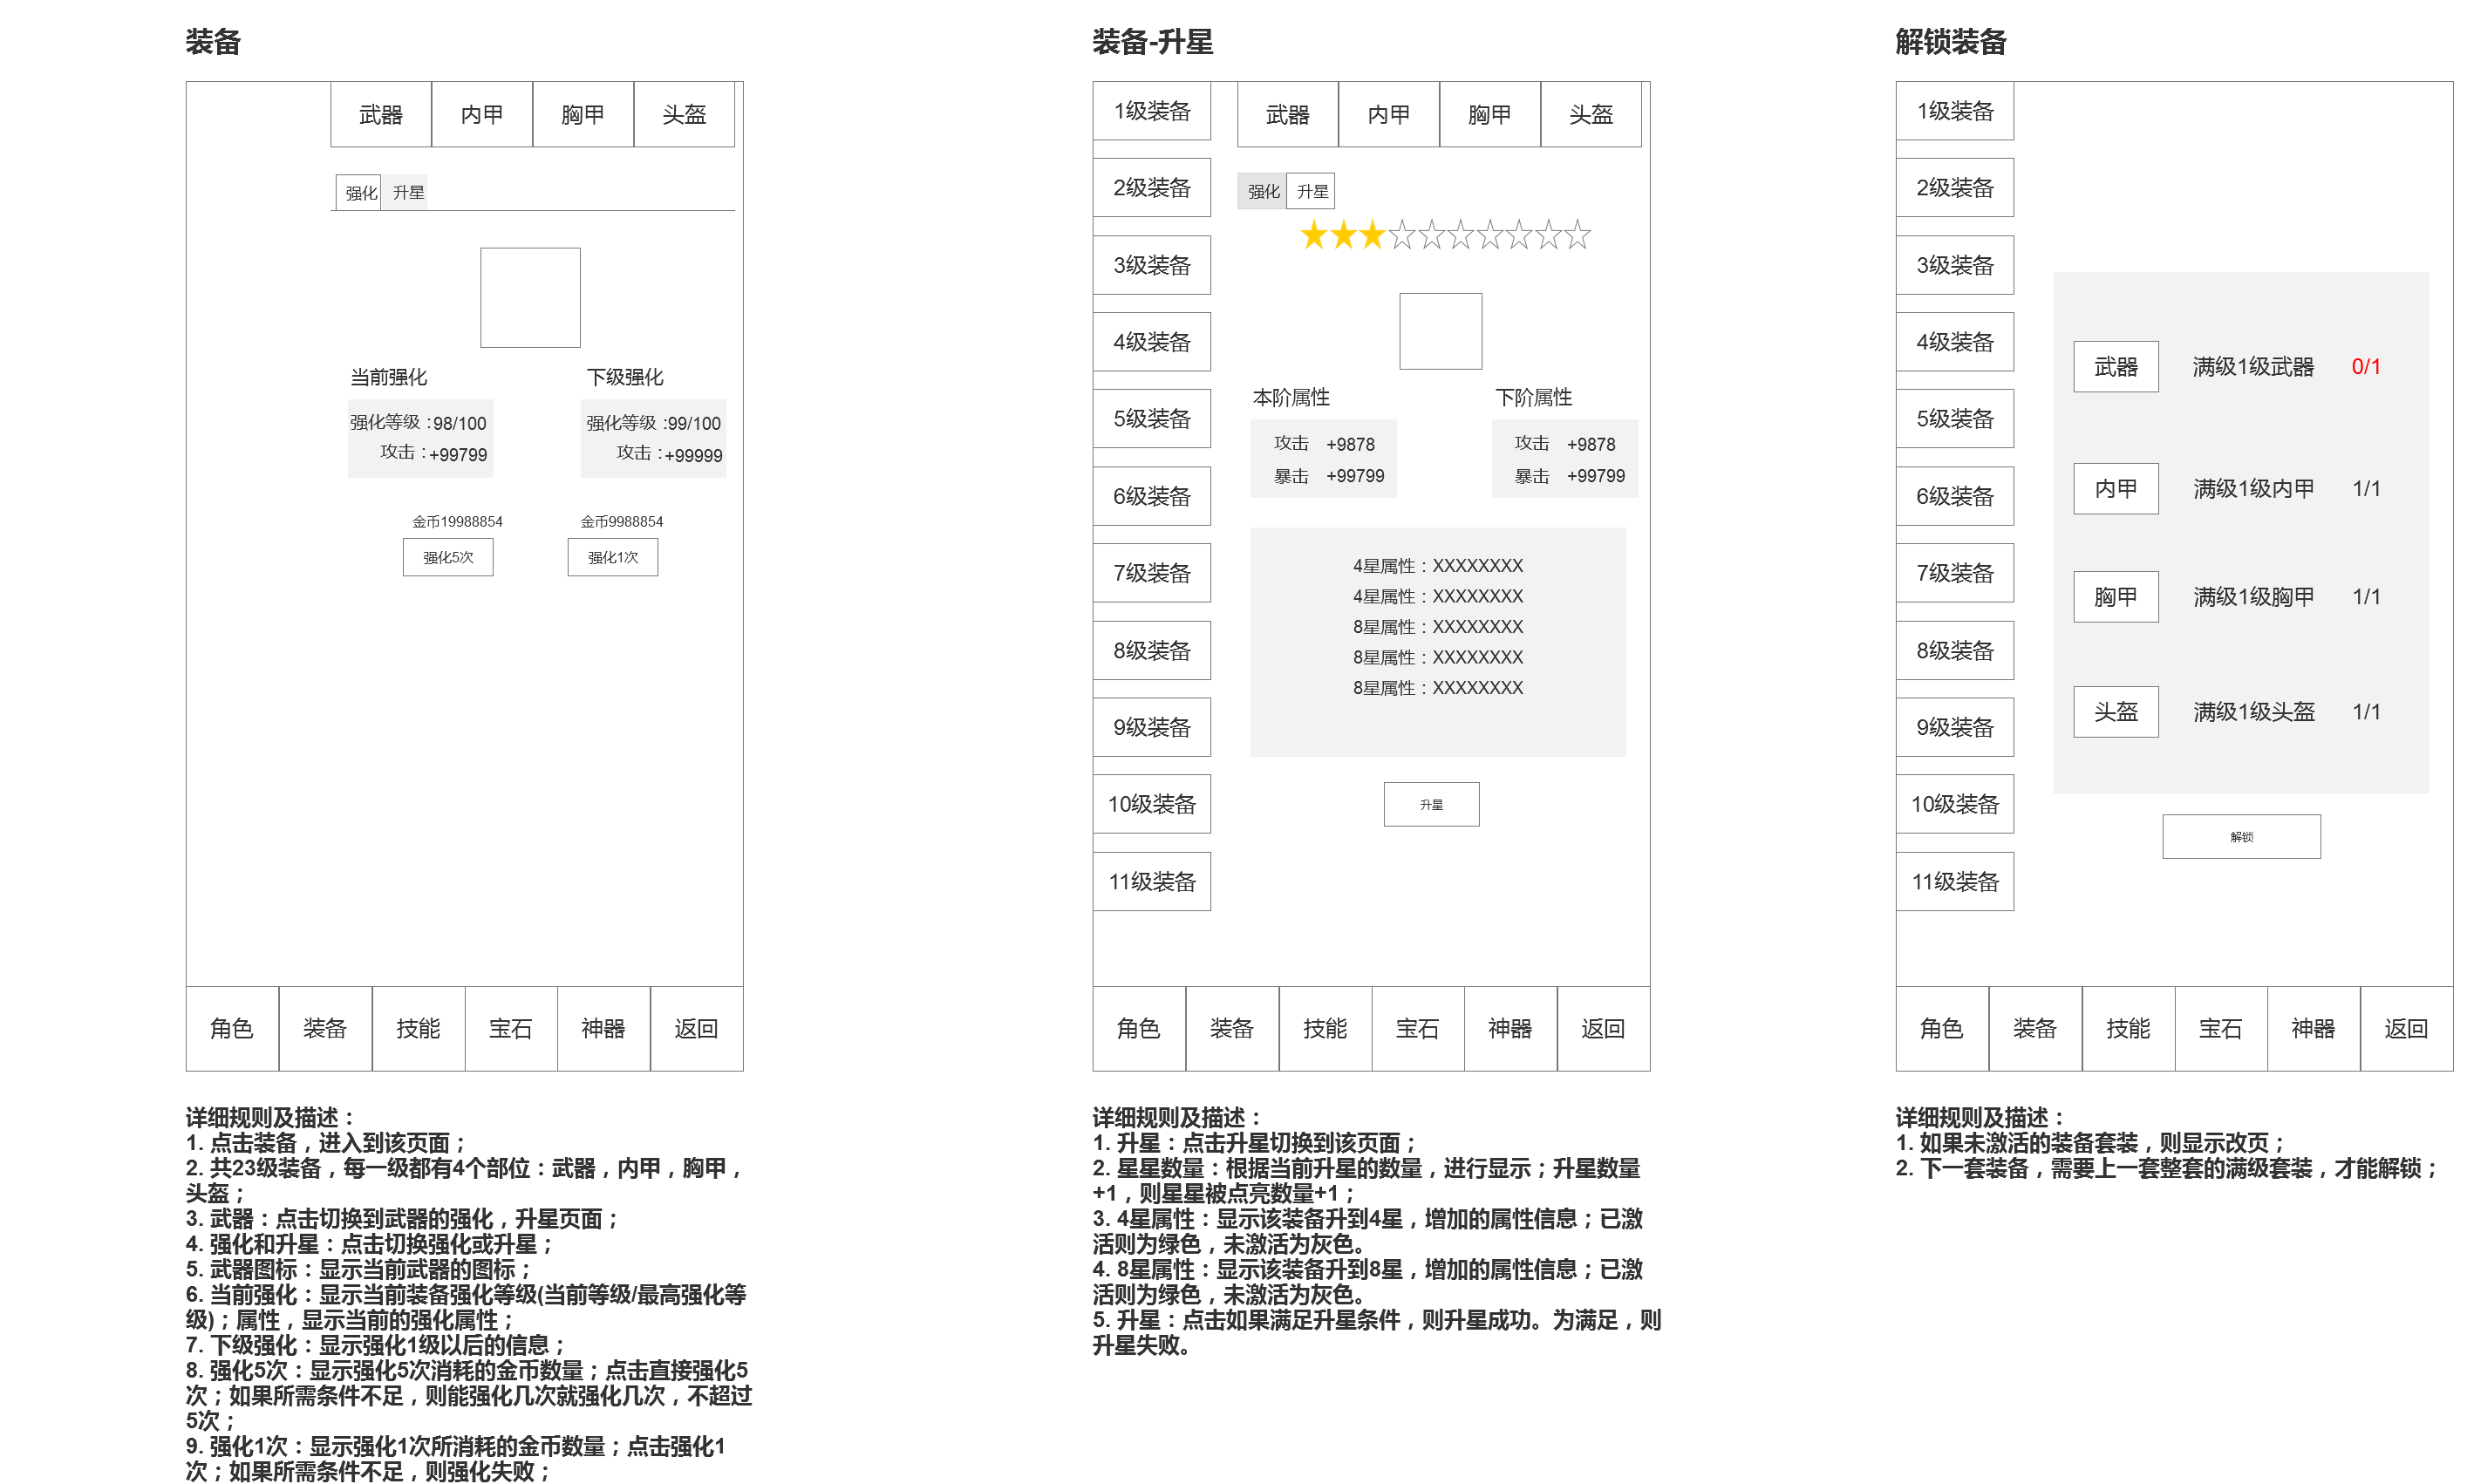 装备
武器
内甲
胸甲
头盔
强化
升星
当前强化
下级强化
强化等级：98/100
攻击：+99799
强化等级：99/100
攻击：+99999
金币19988854
金币9988854
强化5次
强化1次
角色
装备
技能
宝石
神器
返回
详细规则及描述：
1. 点击装备，进入到该页面；
2. 共23级装备，每一级都有4个部位：武器，内甲，胸甲，
头盔；
3. 武器：点击切换到武器的强化，升星页面；
4. 强化和升星：点击切换强化或升星；
5. 武器图标：显示当前武器的图标；
6. 当前强化：显示当前装备强化等级(当前等级/最高强化等
级)；属性，显示当前的强化属性；
7. 下级强化：显示强化1级以后的信息；
8. 强化5次：显示强化5次消耗的金币数量；点击直接强化5
次；如果所需条件不足，则能强化几次就强化几次，不超过
5次；
9. 强化1次：显示强化1次所消耗的金币数量；点击强化1
次；如果所需条件不足，则强化失败；
装备-升星
1级装备
2级装备
3级装备
4级装备
5级装备
6级装备
7级装备
8级装备
9级装备
10级装备
11级装备
武器
内甲
胸甲
头盔
强化
升星
本阶属性
下阶属性
攻击 +9878
暴击 +99799
攻击 +9878
暴击 +99799
4星属性：XXXXXXXX
4星属性：XXXXXXXX
8星属性：XXXXXXXX
8星属性：XXXXXXXX
8星属性：XXXXXXXX
升星
角色
装备
技能
宝石
神器
返回
详细规则及描述：
1. 升星：点击升星切换到该页面；
2. 星星数量：根据当前升星的数量，进行显示；升星数量
+1，则星星被点亮数量+1；
3. 4星属性：显示该装备升到4星，增加的属性信息；已激
活则为绿色，未激活为灰色。
4. 8星属性：显示该装备升到8星，增加的属性信息；已激
活则为绿色，未激活为灰色。
5. 升星：点击如果满足升星条件，则升星成功。为满足，则
升星失败。
解锁装备
1级装备
2级装备
3级装备
4级装备
5级装备
6级装备
7级装备
8级装备
9级装备
10级装备
11级装备
武器 满级1级武器 0/1
内甲 满级1级内甲 1/1
胸甲 满级1级胸甲 1/1
头盔 满级1级头盔 1/1
解锁
角色
装备
技能
宝石
神器
返回
详细规则及描述：
1. 如果未激活的装备套装，则显示改页；
2. 下一套装备，需要上一套整套的满级套装，才能解锁；